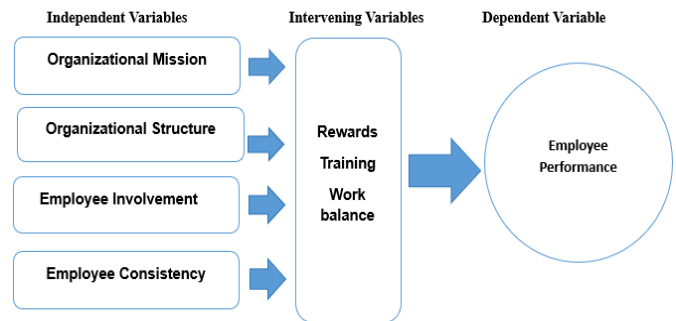 Independent Variables
Intervening Variables
Dependent Variable
Organizational Mission
Organizational Structure
Employee Involvement
Employee Consistency
Rewards
Training
Work
balance
Employee
Performance